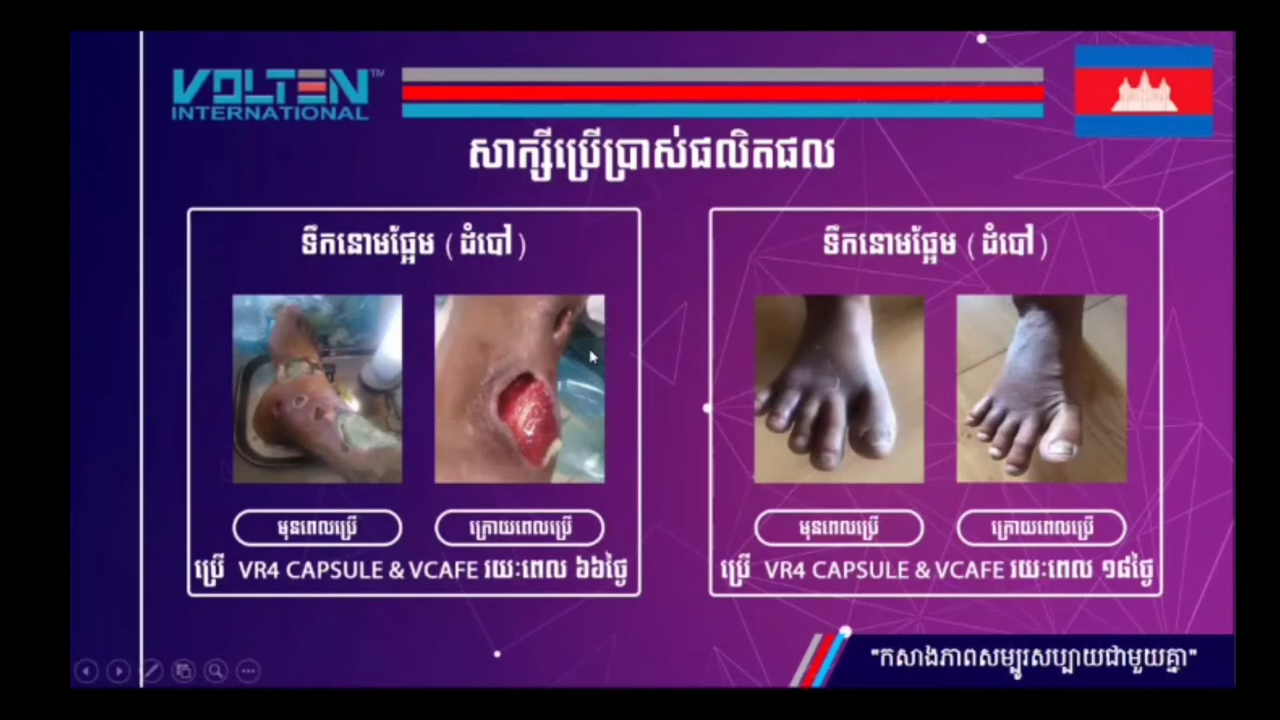 VOLTEN™
INTERNATIONAL
សាក្សីប្រើប្រាស់ផលិតផល
ទឹកនោមផ្អែម (ដំបៅ)
មុនពេលប្រើ
ក្រោយពេលប្រើ
ប្រើ VR4 CAPSULE & VCAFE រយៈពេល ៦៦ថ្ងៃ
ទឹកនោមផ្អែម (ដំបៅ)
មុនពេលប្រើ
ក្រោយពេលប្រើ
ប្រើ VR4 CAPSULE & VCAFE រយៈពេល ១៨ថ្ងៃ
"កសាងភាពសម្បូរសប្បាយជាមួយគ្នា"